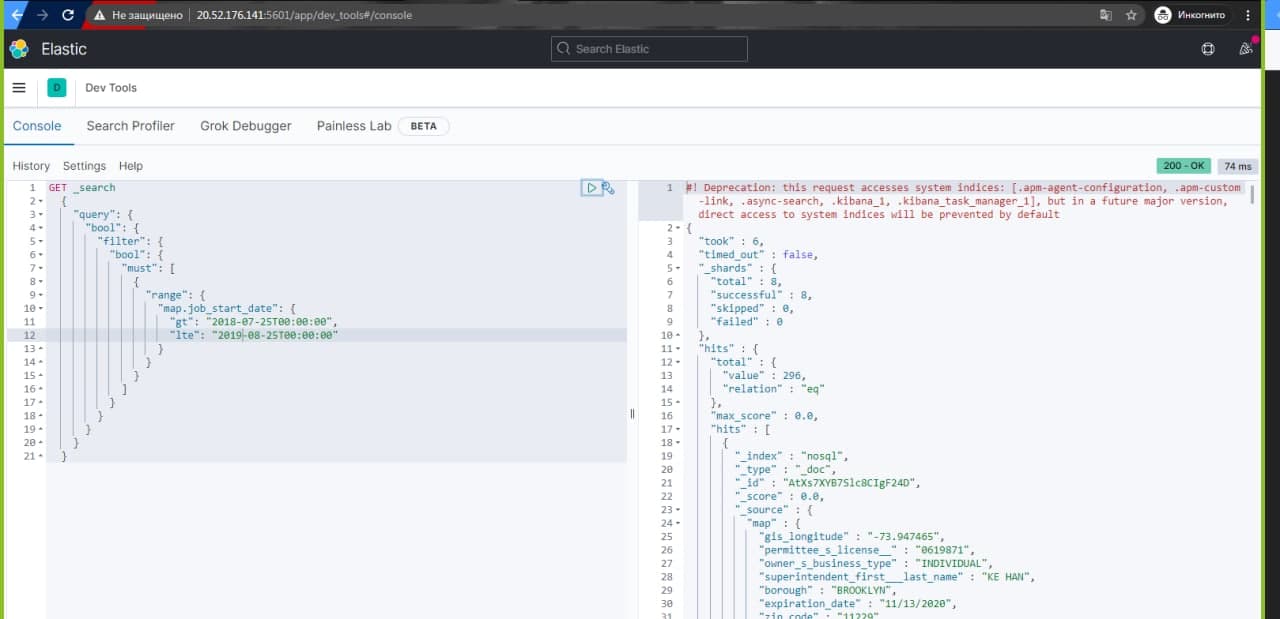 Не защищено 20.52.176.141:5601/app/dev_tools#/console Инкогнито
Elastic Search Elastic
D Dev Tools
Console Search Profiler Grok Debugger Painless Lab BETA
History Settings Help 200 - OK 74 ms
1 GET _search
2 {
3 "query": {
4 "bool": {
5 "filter": {
6 "bool": {
7 "must": [
8 {
9 "range": {
10 "map.job_start_date": {
11 "gt": "2018-07-25T00:00:00",
12 "lte": "2019-08-25T00:00:00"
13 }
14 }
15 }
16 ]
17 }
18 }
19 }
20 }
21 }
1 #! Deprecation: this request accesses system indices: [.apm-agent-configuration, .apm-custom
-link, .async-search, .kibana_1, .kibana_task_manager_1], but in a future major version,
direct access to system indices will be prevented by default
2 {
3 "took" : 6,
4 "timed_out" : false,
5 "_shards" : {
6 "total" : 8,
7 "successful" : 8,
8 "skipped" : 0,
9 "failed" : 0
10 },
11 "hits" : {
12 "total" : {
13 "value" : 296,
14 "relation" : "eq"
15 },
16 "max_score" : 0.0,
17 "hits" : [
18 {
19 "_index" : "nosql",
20 "_type" : "_doc",
21 "_id" : "AtXs7XYB7Slc8CIgF24D",
22 "_score" : 0.0,
23 "_source" : {
24 "map" : {
25 "gis_longitude" : "-73.947465",
26 "permittee_s_license__" : "0619871",
27 "owner_s_business_type" : "INDIVIDUAL",
28 "superintendent_first___last_name" : "KE HAN",
29 "borough" : "BROOKLYN",
30 "expiration_date" : "11/13/2020",
31 "zip_code" : "11229"